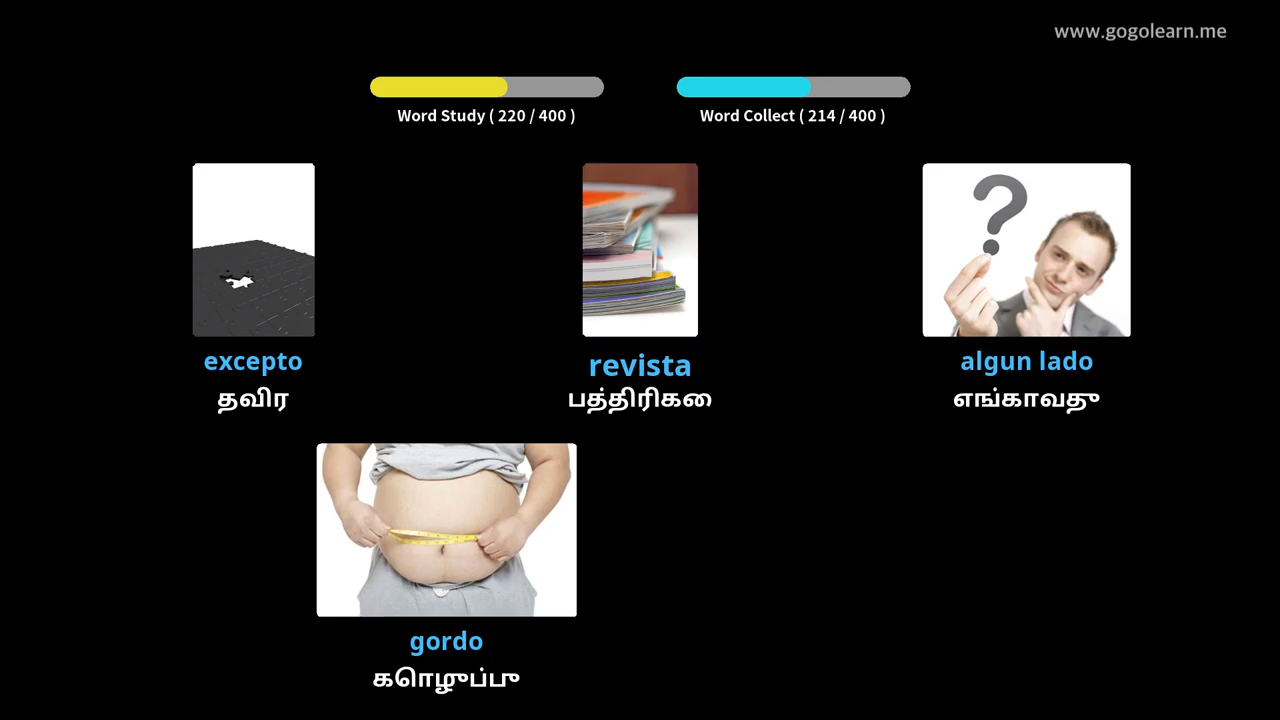 www.gogolearn.me
Word Study ( 220 / 400 )
Word Collect ( 214 / 400 )
excepto
தவிர
revista
பத்திரிகை
algun lado
எங்காவது
gordo
கொழுப்பு